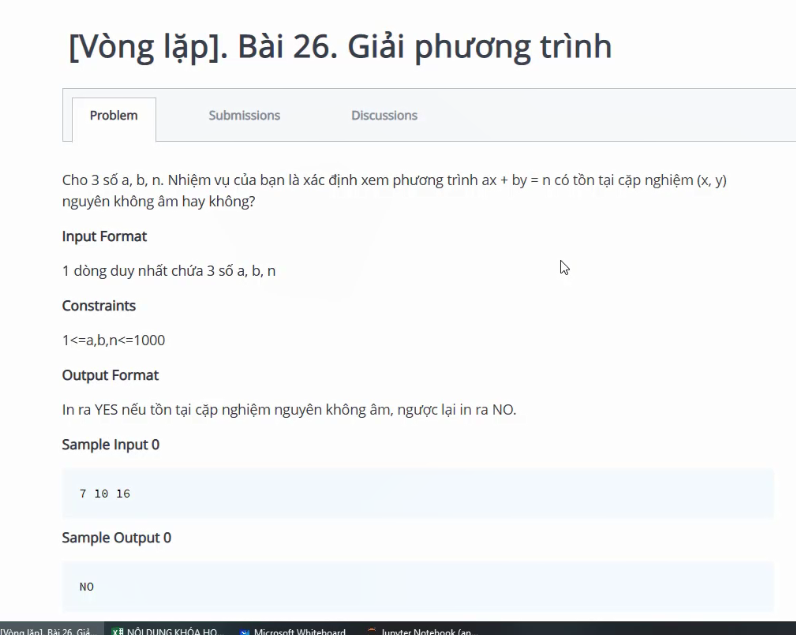 [Vòng lặp]. Bài 26. Giải phương trình
Problem Submissions Discussions
Cho 3 số a, b, n. Nhiệm vụ của bạn là xác định xem phương trình ax + by = n có tồn tại cặp nghiệm (x, y)
nguyên không âm hay không?
Input Format
1 dòng duy nhất chứa 3 số a, b, n
Constraints
1<=a,b,n<=1000
Output Format
In ra YES nếu tồn tại cặp nghiệm nguyên không âm, ngược lại in ra NO.
Sample Input 0
7 10 16
Sample Output 0
NO
[Vòng lặp]. Bài 26. Giả... NỘI DUNG KHÓA HO... Microsoft Whiteboard Jupyter Notebook (an...